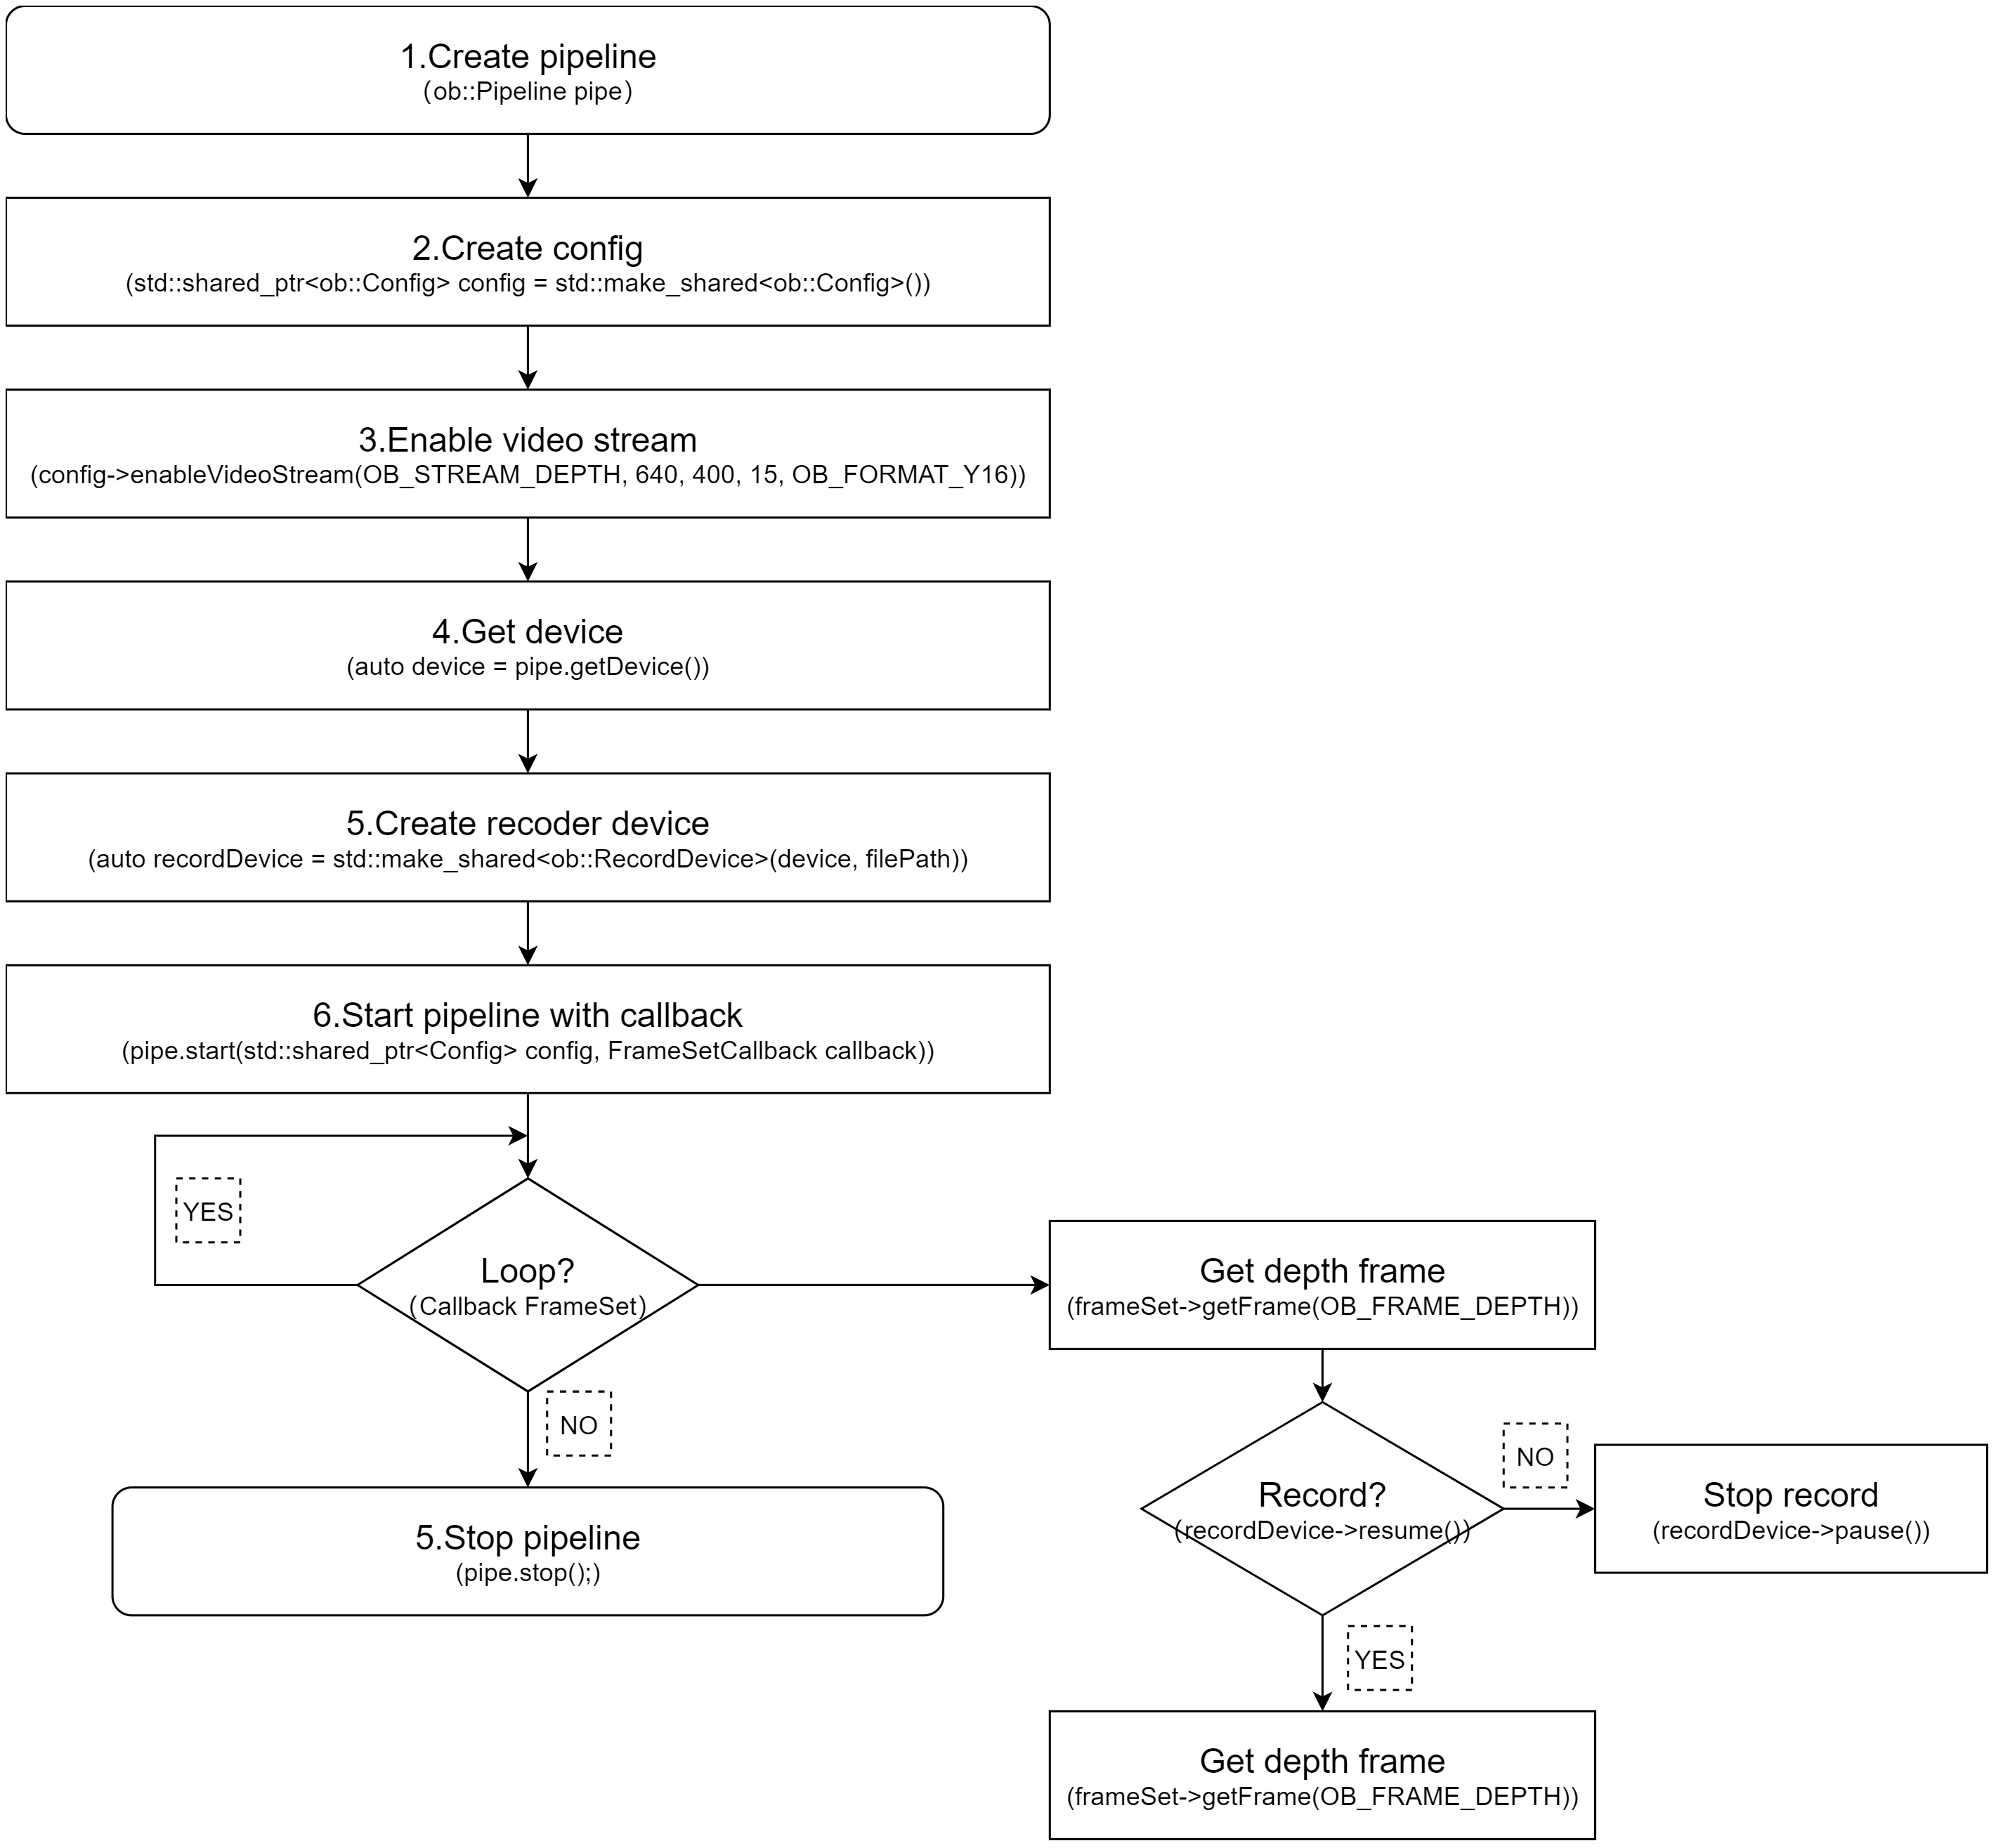 1.Create pipeline
(ob::Pipeline pipe)
2.Create config
(std::shared_ptr<ob::Config> config = std::make_shared<ob::Config>())
3.Enable video stream
(config->enableVideoStream(OB_STREAM_DEPTH, 640, 400, 15, OB_FORMAT_Y16))
4.Get device
(auto device = pipe.getDevice())
5.Create recoder device
(auto recordDevice = std::make_shared<ob::RecordDevice>(device, filePath))
6.Start pipeline with callback
(pipe.start(std::shared_ptr<Config> config, FrameSetCallback callback))
YES
Loop?
(Callback FrameSet)
NO
5.Stop pipeline
(pipe.stop();)
Get depth frame
(frameSet->getFrame(OB_FRAME_DEPTH))
Record?
(recordDevice->resume())
NO
Stop record
(recordDevice->pause())
YES
Get depth frame
(frameSet->getFrame(OB_FRAME_DEPTH))